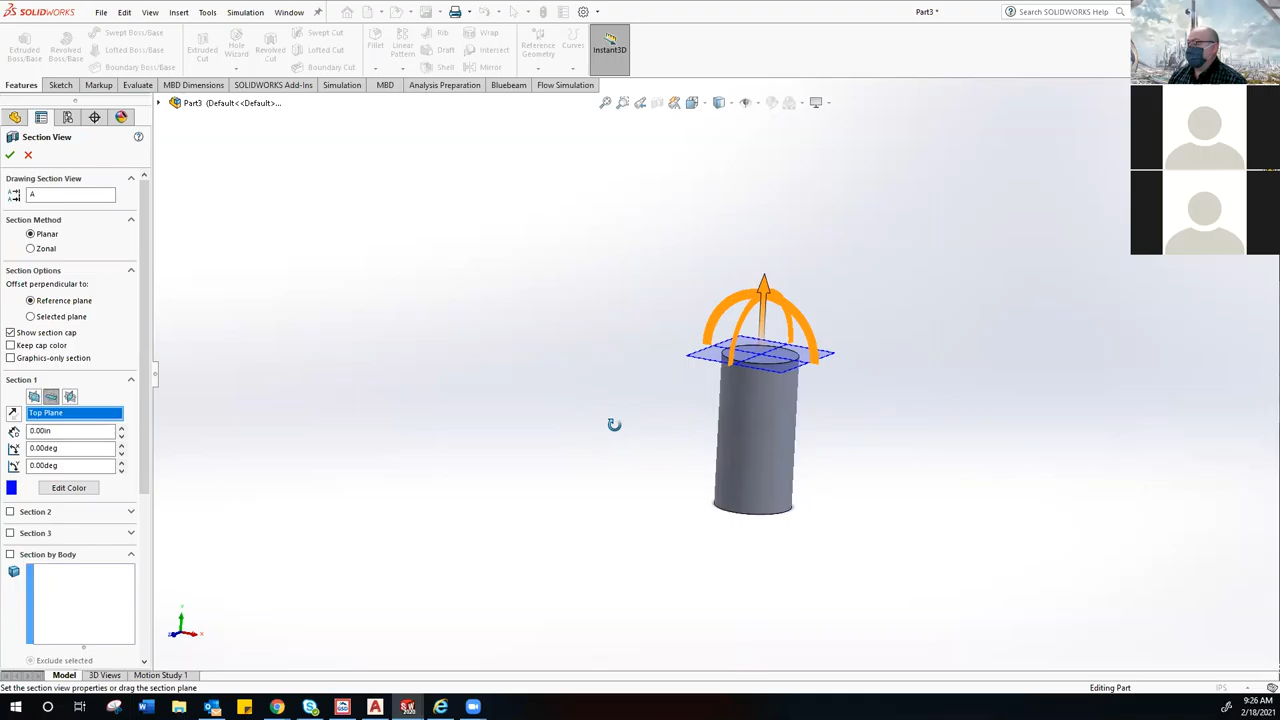 SOLIDWORKS File Edit View Insert Tools Simulation Window Part3 * Search SOLIDWORKS Help
Extruded Boss/Base Revolved Boss/Base Swept Boss/Base Lofted Boss/Base Boundary Boss/Base Extruded Cut Hole Wizard Revolved Cut Swept Cut Lofted Cut Boundary Cut Fillet Linear Pattern Rib Draft Shell Wrap Intersect Mirror Reference Geometry Curves Instant3D
Features Sketch Markup Evaluate MBD Dimensions SOLIDWORKS Add-Ins Simulation MBD Analysis Preparation Bluebeam Flow Simulation
Part3 (Default<<Default>...
Section View
Drawing Section View
A
Section Method
Planar
Zonal
Section Options
Offset perpendicular to:
Reference plane
Selected plane
Show section cap
Keep cap color
Graphics-only section
Section 1
Top Plane
0.00in
0.00deg
0.00deg
Edit Color
Section 2
Section 3
Section by Body
Exclude selected
Model 3D Views Motion Study 1
Set the section view properties or drag the section plane Editing Part IPS
9:26 AM
2/18/2021